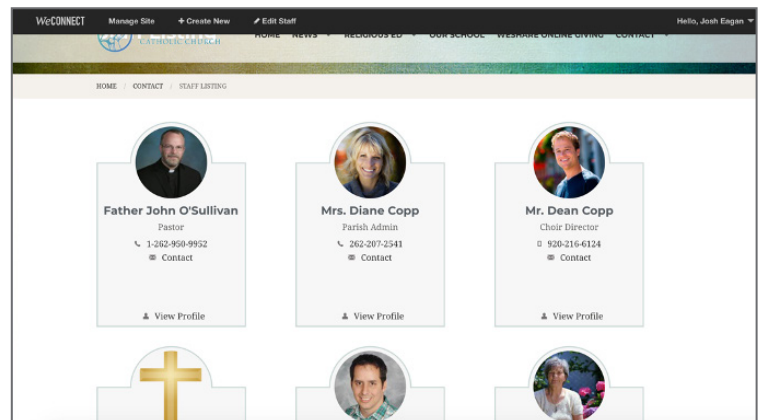 WeCONNECT Manage Site + Create New Edit Staff Hello, Josh Eagan
CATHOLIC CHURCH HOME NEWS RELIGIOUS ED OUR SCHOOL WESHARE ONLINE GIVING CONTACT
HOME / CONTACT / STAFF LISTING
Father John O'Sullivan
Pastor
1-262-950-9952
Contact
View Profile
Mrs. Diane Copp
Parish Admin
262-207-2541
Contact
View Profile
Mr. Dean Copp
Choir Director
920-216-6124
Contact
View Profile